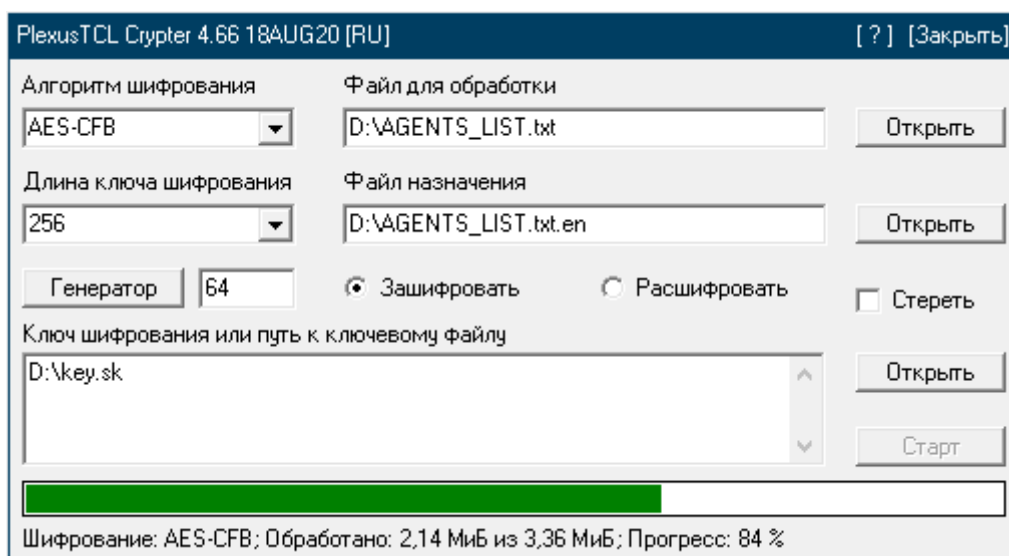 PlexusTCL Crypter 4.66 18AUG20 [RU] [ ? ] [Закрыть]
Алгоритм шифрования Файл для обработки
AES-CFB D:\AGENTS_LIST.txt Открыть
Длина ключа шифрования Файл назначения
256 D:\AGENTS_LIST.txt.en Открыть
Генератор 64 Зашифровать Расшифровать Стереть
Ключ шифрования или путь к ключевому файлу
D:\key.sk Открыть
Старт
Шифрование: AES-CFB; Обработано: 2,14 МиБ из 3,36 МиБ; Прогресс: 84 %